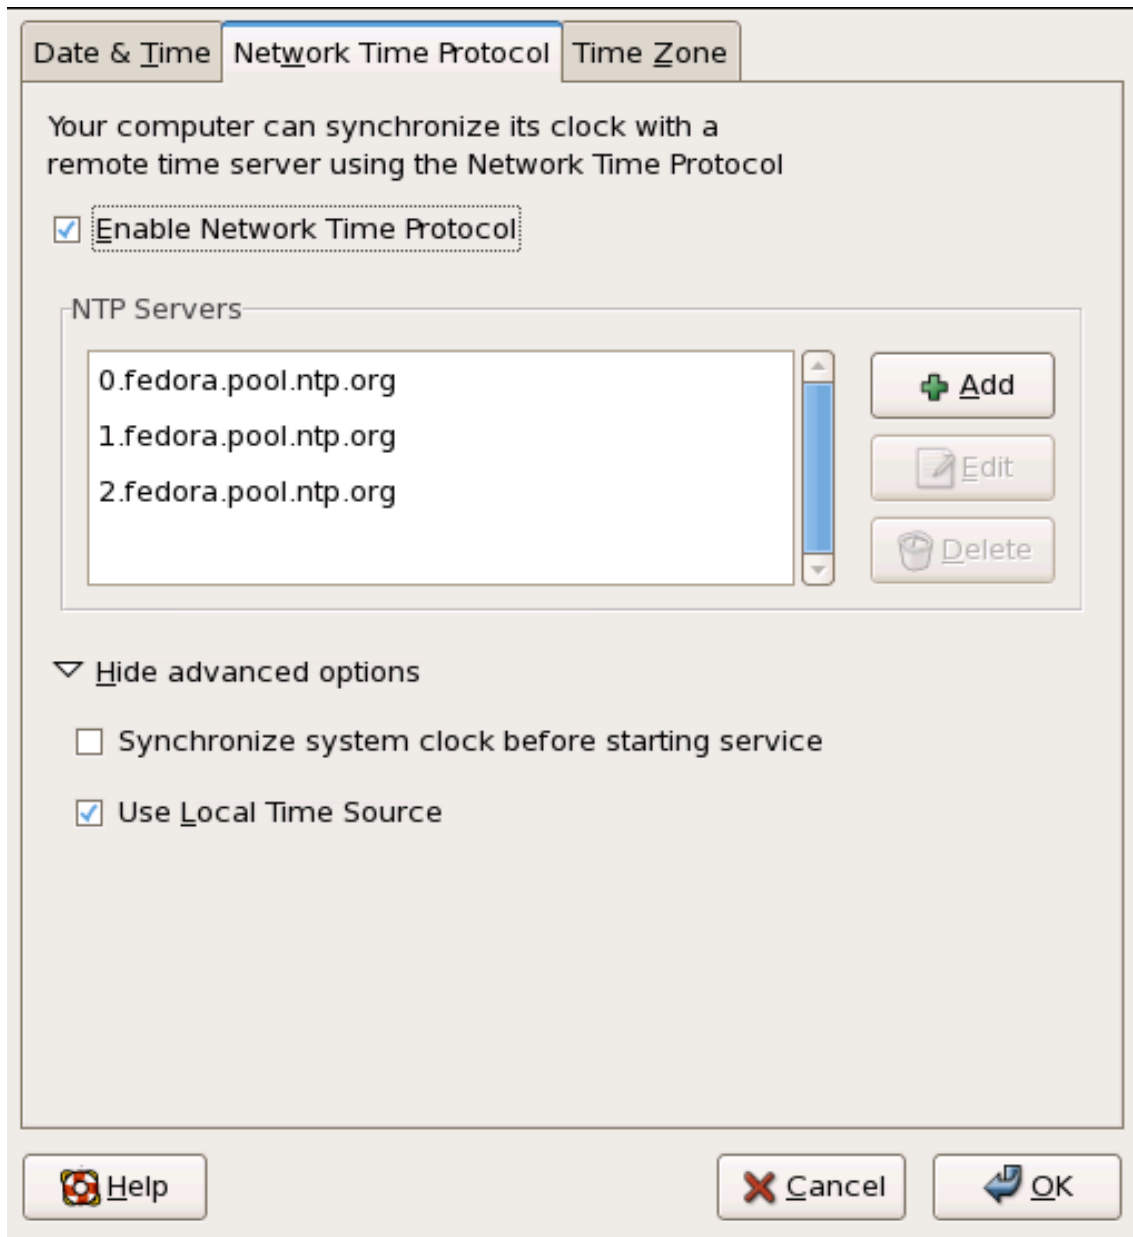 Date & Time
Network Time Protocol
Time Zone
Your computer can synchronize its clock with a
remote time server using the Network Time Protocol
Enable Network Time Protocol
NTP Servers
0.fedora.pool.ntp.org
1.fedora.pool.ntp.org
2.fedora.pool.ntp.org
Add
Edit
Delete
Hide advanced options
Synchronize system clock before starting service
Use Local Time Source
Help
Cancel
OK